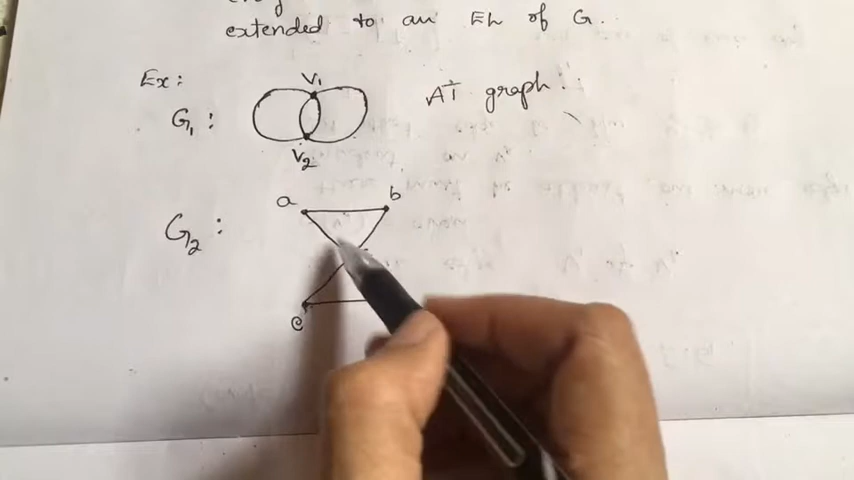 extended to an EL of G.
Ex:
G1:
V1
V2
AT graph:
G2:
a
b
c